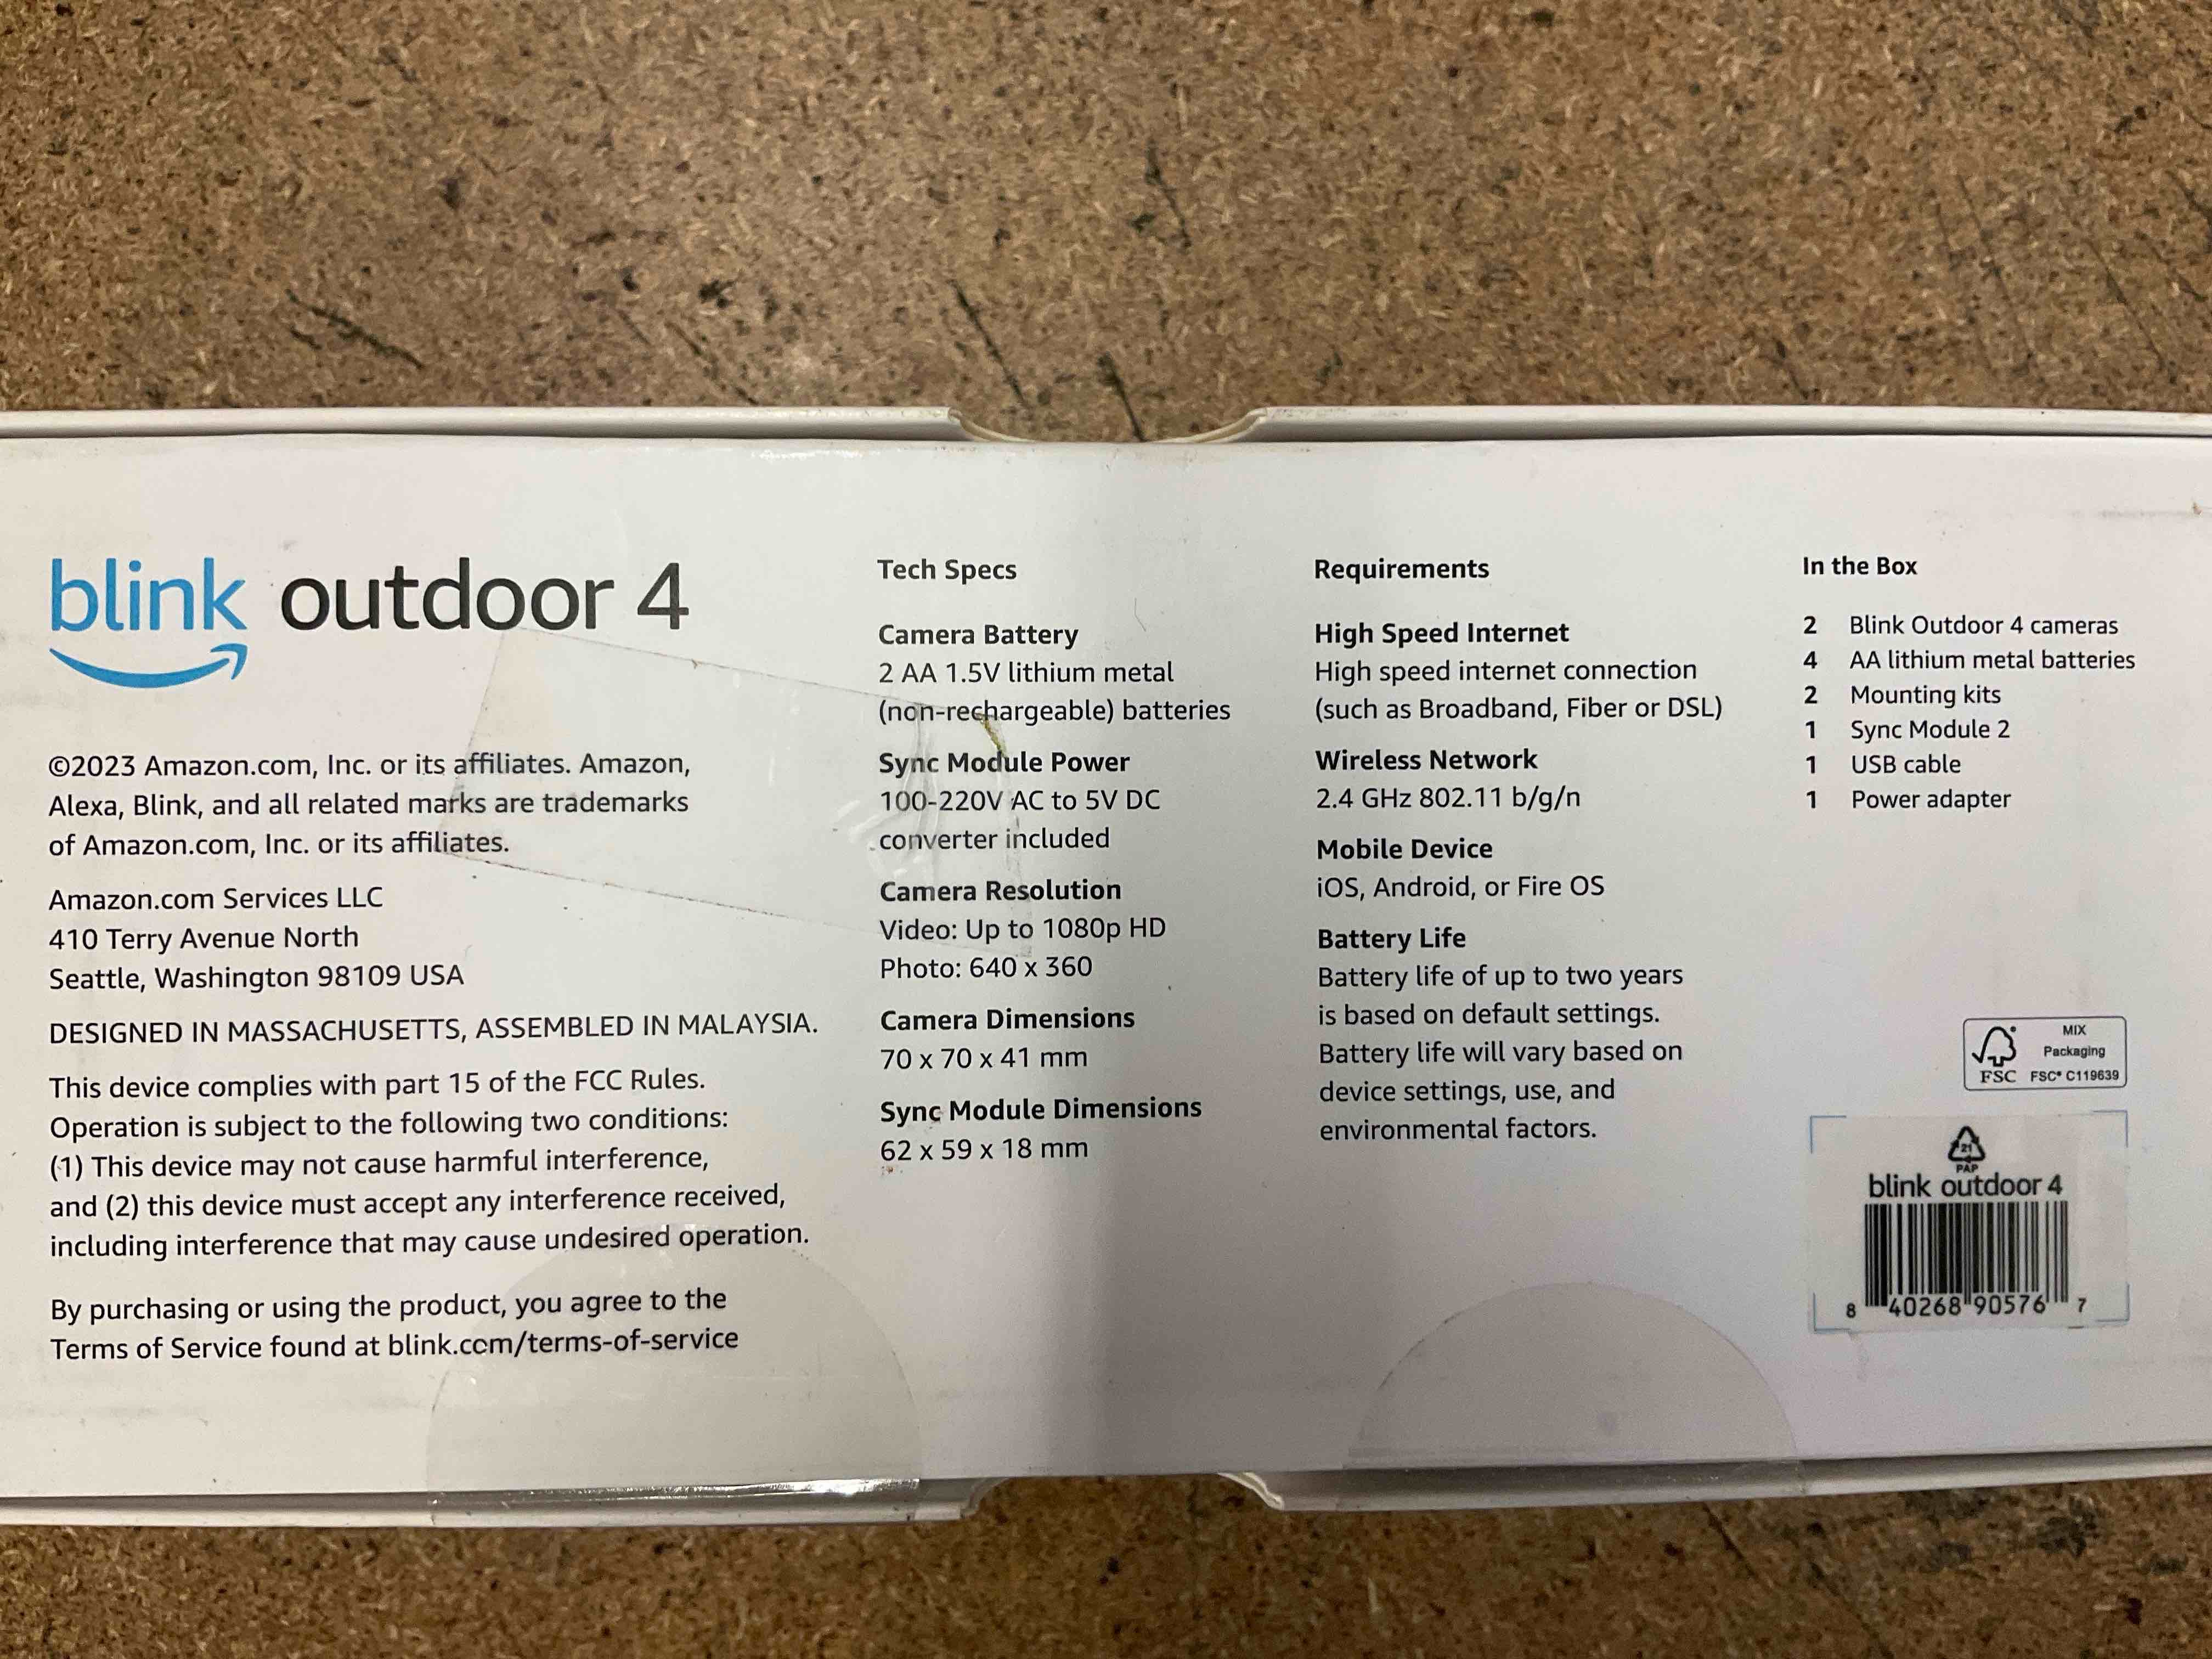 blink outdoor 4
©2023 Amazon.com, Inc. or its affiliates. Amazon,
Alexa, Blink, and all related marks are trademarks
of Amazon.com, Inc. or its affiliates.
Amazon.com Services LLC
410 Terry Avenue North
Seattle, Washington 98109 USA
DESIGNED IN MASSACHUSETTS, ASSEMBLED IN MALAYSIA.
This device complies with part 15 of the FCC Rules.
Operation is subject to the following two conditions:
(1) This device may not cause harmful interference,
and (2) this device must accept any interference received,
including interference that may cause undesired operation.
By purchasing or using the product, you agree to the
Terms of Service found at blink.com/terms-of-service
Tech Specs
Camera Battery
2 AA 1.5V lithium metal
(non-rechargeable) batteries
Sync Module Power
100-220V AC to 5V DC
converter included
Camera Resolution
Video: Up to 1080p HD
Photo: 640 x 360
Camera Dimensions
70 x 70 x 41 mm
Sync Module Dimensions
62 x 59 x 18 mm
Requirements
High Speed Internet
High speed internet connection
(such as Broadband, Fiber or DSL)
Wireless Network
2.4 GHz 802.11 b/g/n
Mobile Device
iOS, Android, or Fire OS
Battery Life
Battery life of up to two years
is based on default settings.
Battery life will vary based on
device settings, use, and
environmental factors.
In the Box
2 Blink Outdoor 4 cameras
4 AA lithium metal batteries
2 Mounting kits
1 Sync Module 2
1 USB cable
1 Power adapter
MIX
Packaging
FSC FSC® C119639
21
PAP
blink outdoor 4
8 40268 90576 7